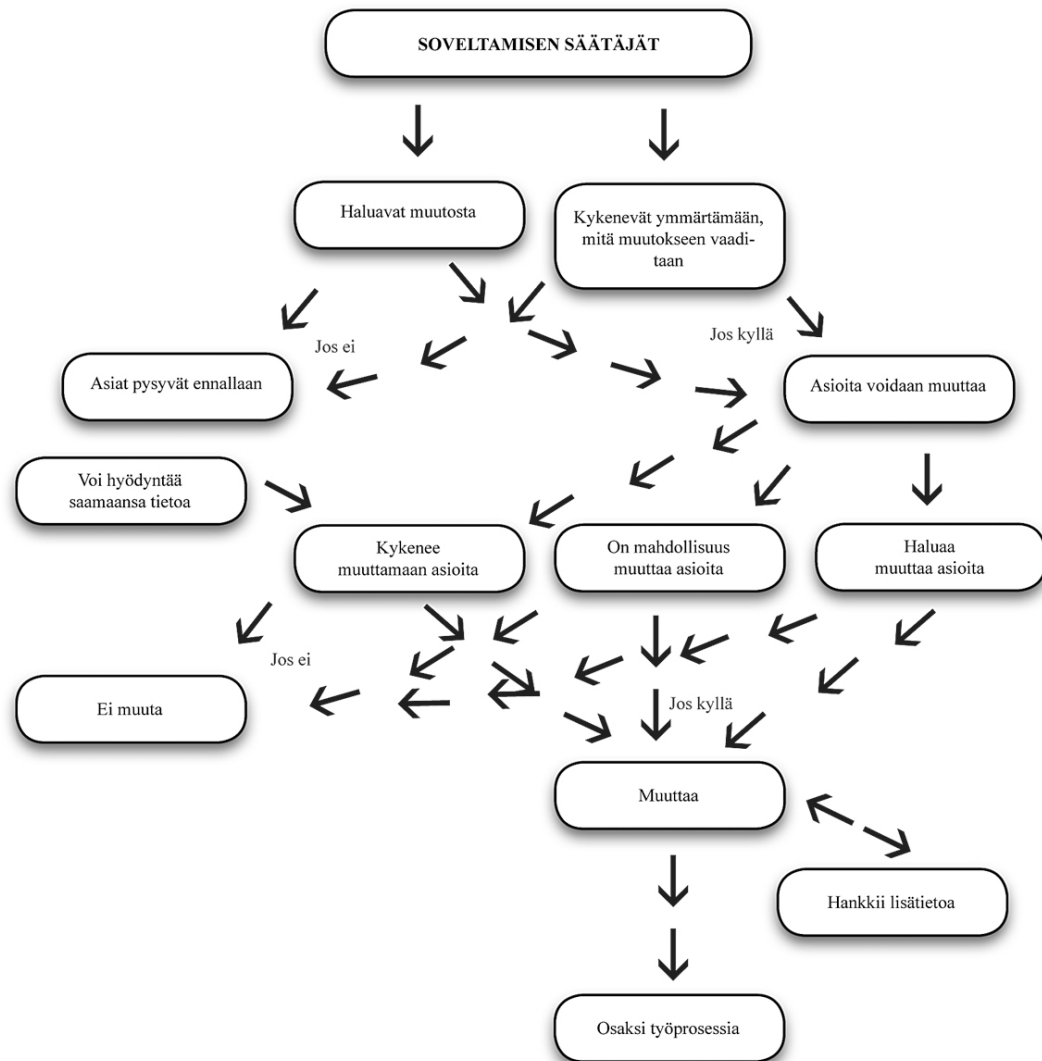 SOVELTAMISEN SÄÄTÄJÄT
Haluavat muutosta
Kykenevät ymmärtämään,
mitä muutokseen vaadi-
taan
Jos ei
Jos kyllä
Asiat pysyvät ennallaan
Asioita voidaan muuttaa
Voi hyödyntää
saamaansa tietoa
Kykenee
muuttamaan asioita
On mahdollisuus
muuttaa asioita
Haluaa
muuttaa asioita
Jos ei
Ei muuta
Jos kyllä
Muuttaa
Hankkii lisätietoa
Osaksi työprosessia